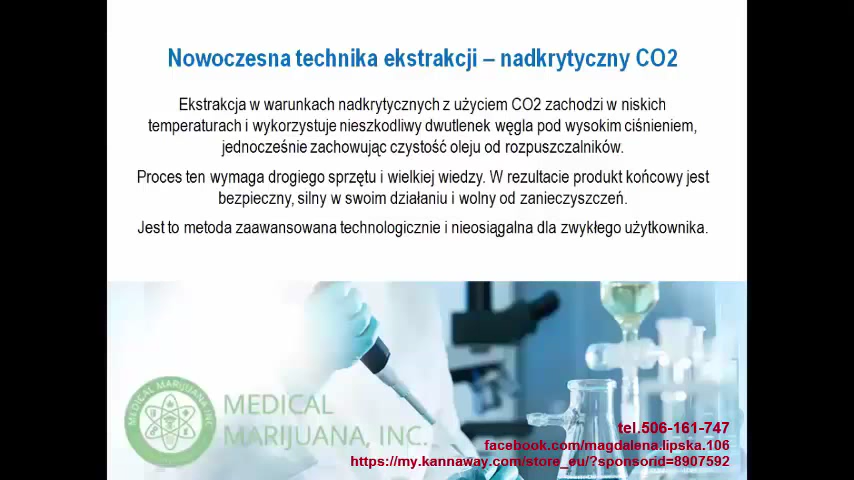 Nowoczesna technika ekstrakcji – nadkrytyczny CO2
Ekstrakcja w warunkach nadkrytycznych z użyciem CO2 zachodzi w niskich
temperaturach i wykorzystuje nieszkodliwy dwutlenek węgla pod wysokim ciśnieniem,
jednocześnie zachowując czystość oleju od rozpuszczalników.
Proces ten wymaga drogiego sprzętu i wielkiej wiedzy. W rezultacie produkt końcowy jest
bezpieczny, silny w swoim działaniu i wolny od zanieczyszczeń.
Jest to metoda zaawansowana technologicznie i nieosiągalna dla zwykłego użytkownika.
MEDICAL MARIJUANA INC
MEDICAL
MARIJUANA, INC.
tel.506-161-747
facebook.com/magdalena.lipska.106
https://my.kannaway.com/store_eu/?sponsorid=8907592